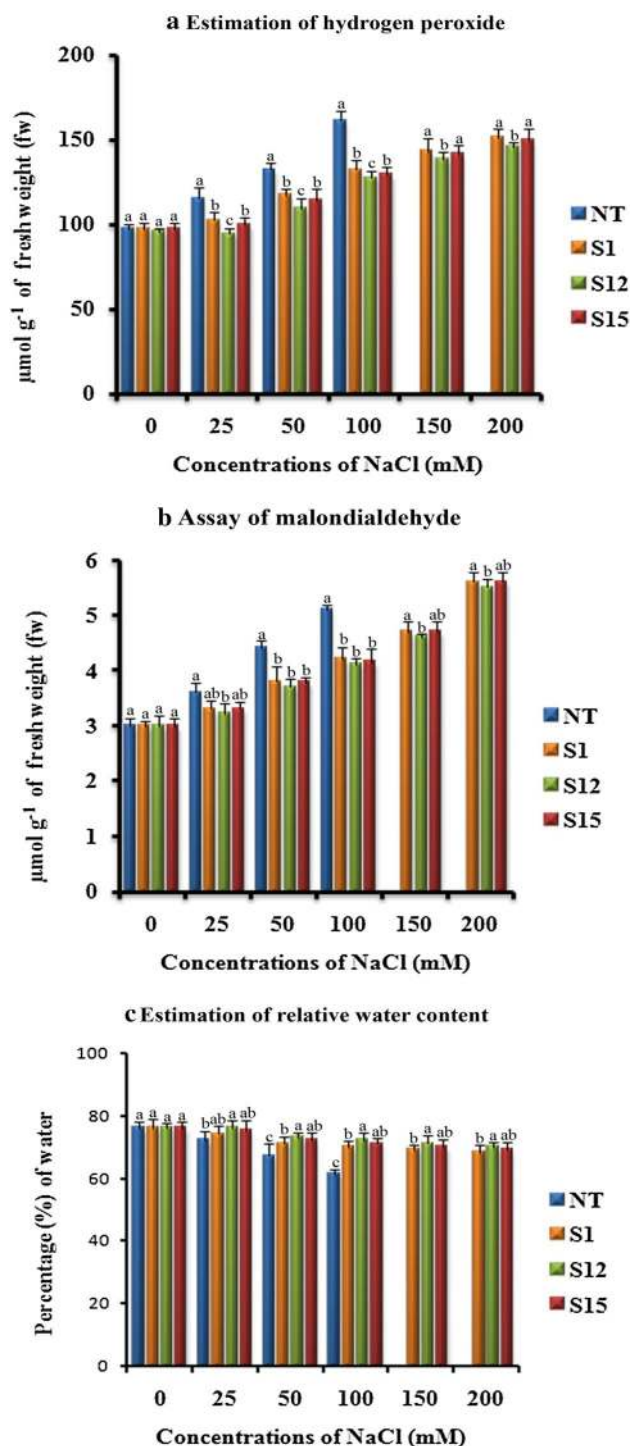 a Estimation of hydrogen peroxide
200
150
100
50
0
µmol g-1 of fresh weight (fw)
a a a a
a b c b
a b c b
a b c b
a b a
a b a
NT
S1
S12
S15
0 25 50 100 150 200
Concentrations of NaCl (mM)
b Assay of malondialdehyde
6
5
4
3
2
1
0
µmol g-1 of fresh weight (fw)
a a a a
a ab b ab
a b b b
a b b b
a b ab
a b ab
NT
S1
S12
S15
0 25 50 100 150 200
Concentrations of NaCl (mM)
c Estimation of relative water content
100
80
60
40
20
0
Percentage (%) of water
a a a a
b ab a ab
c b a ab
c b a ab
b a ab
b a ab
NT
S1
S12
S15
0 25 50 100 150 200
Concentrations of NaCl (mM)